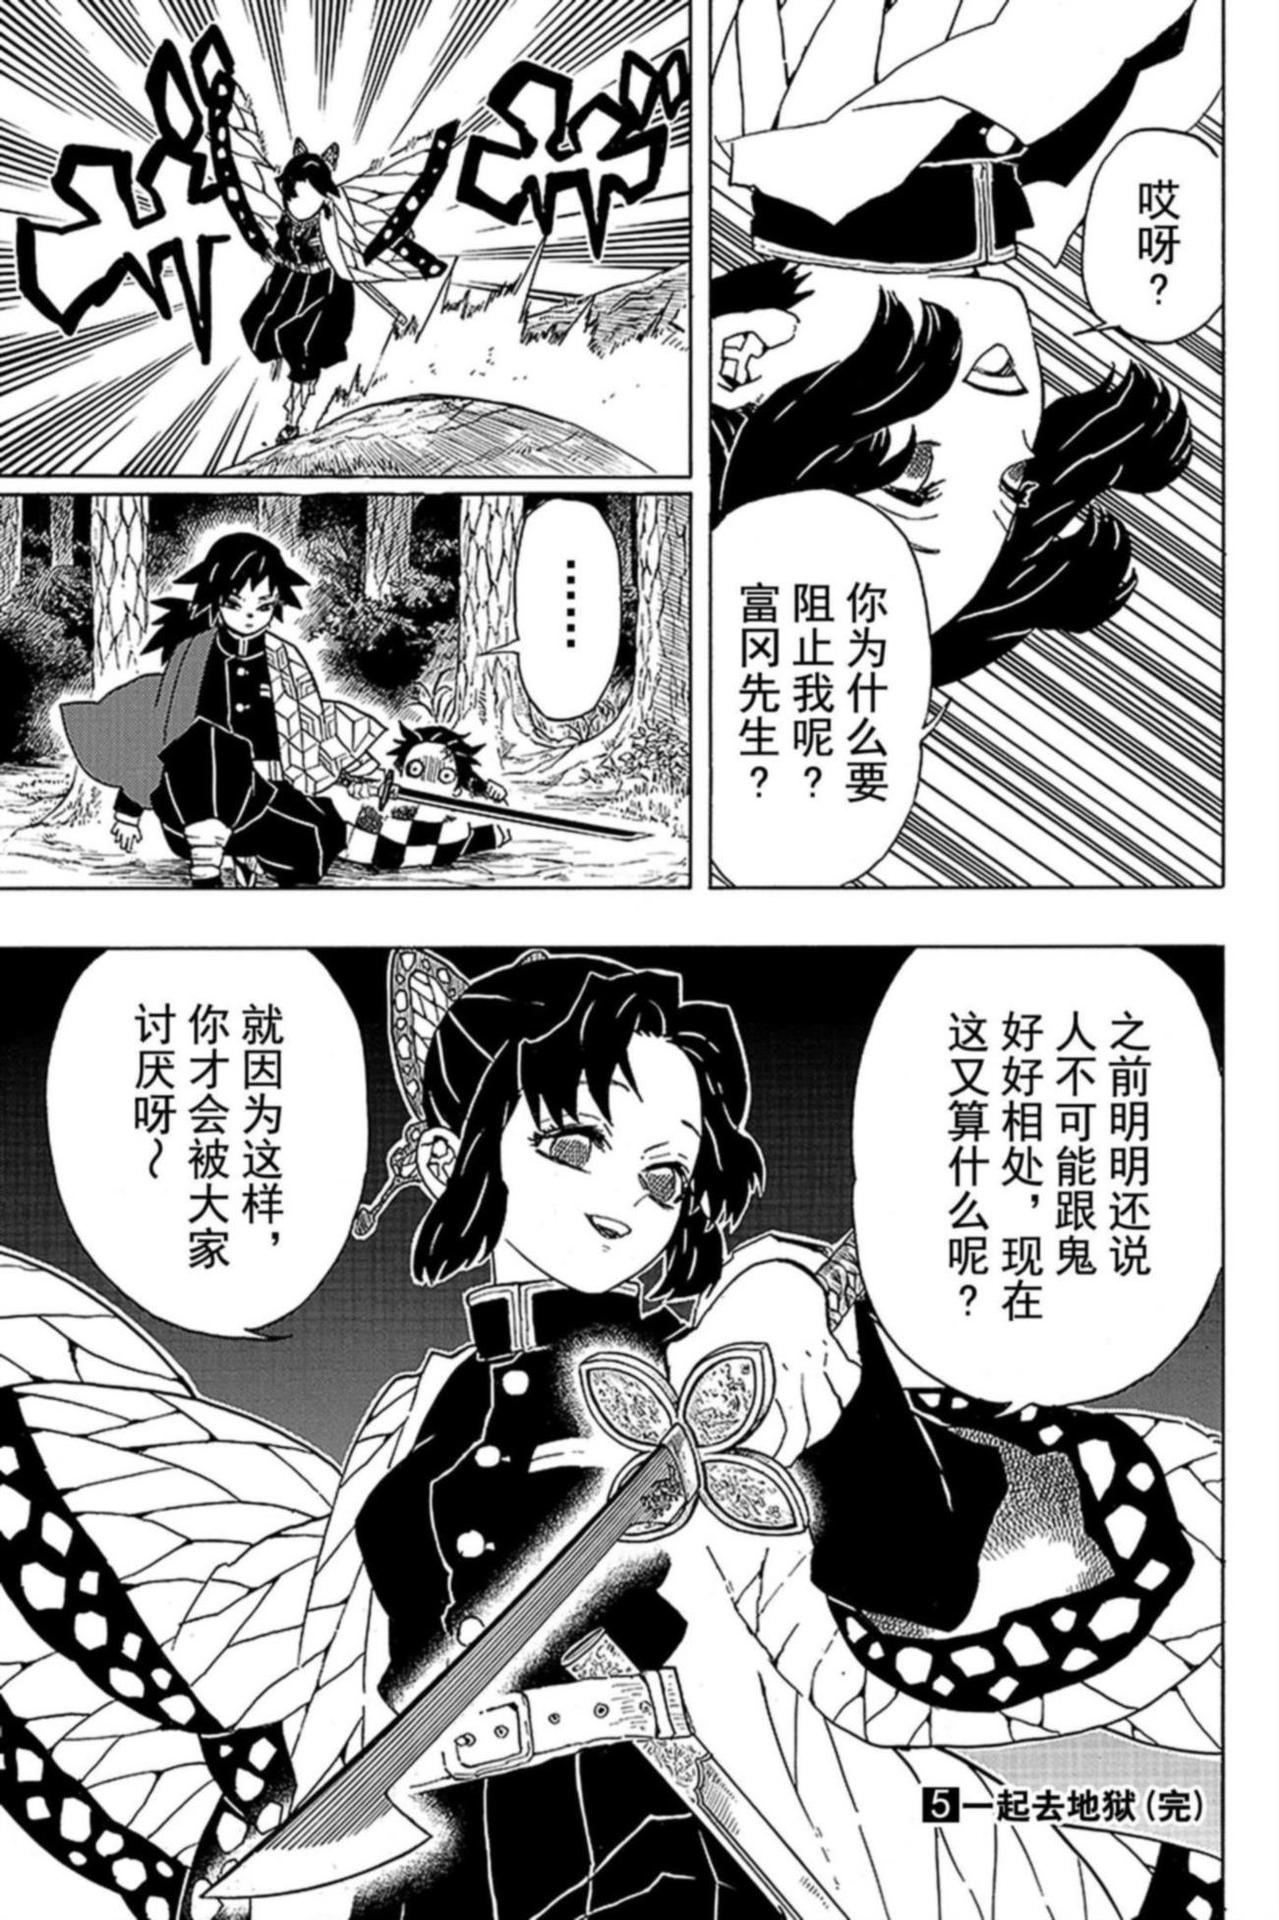 哎呀？
你为什么要
阻止我呢？
富冈先生？
……
之前明明还说
人不可能跟鬼
好好相处，现在
这又算什么呢？
就因为这样，
你才会被大家
讨厌呀～
5一起去地狱（完）